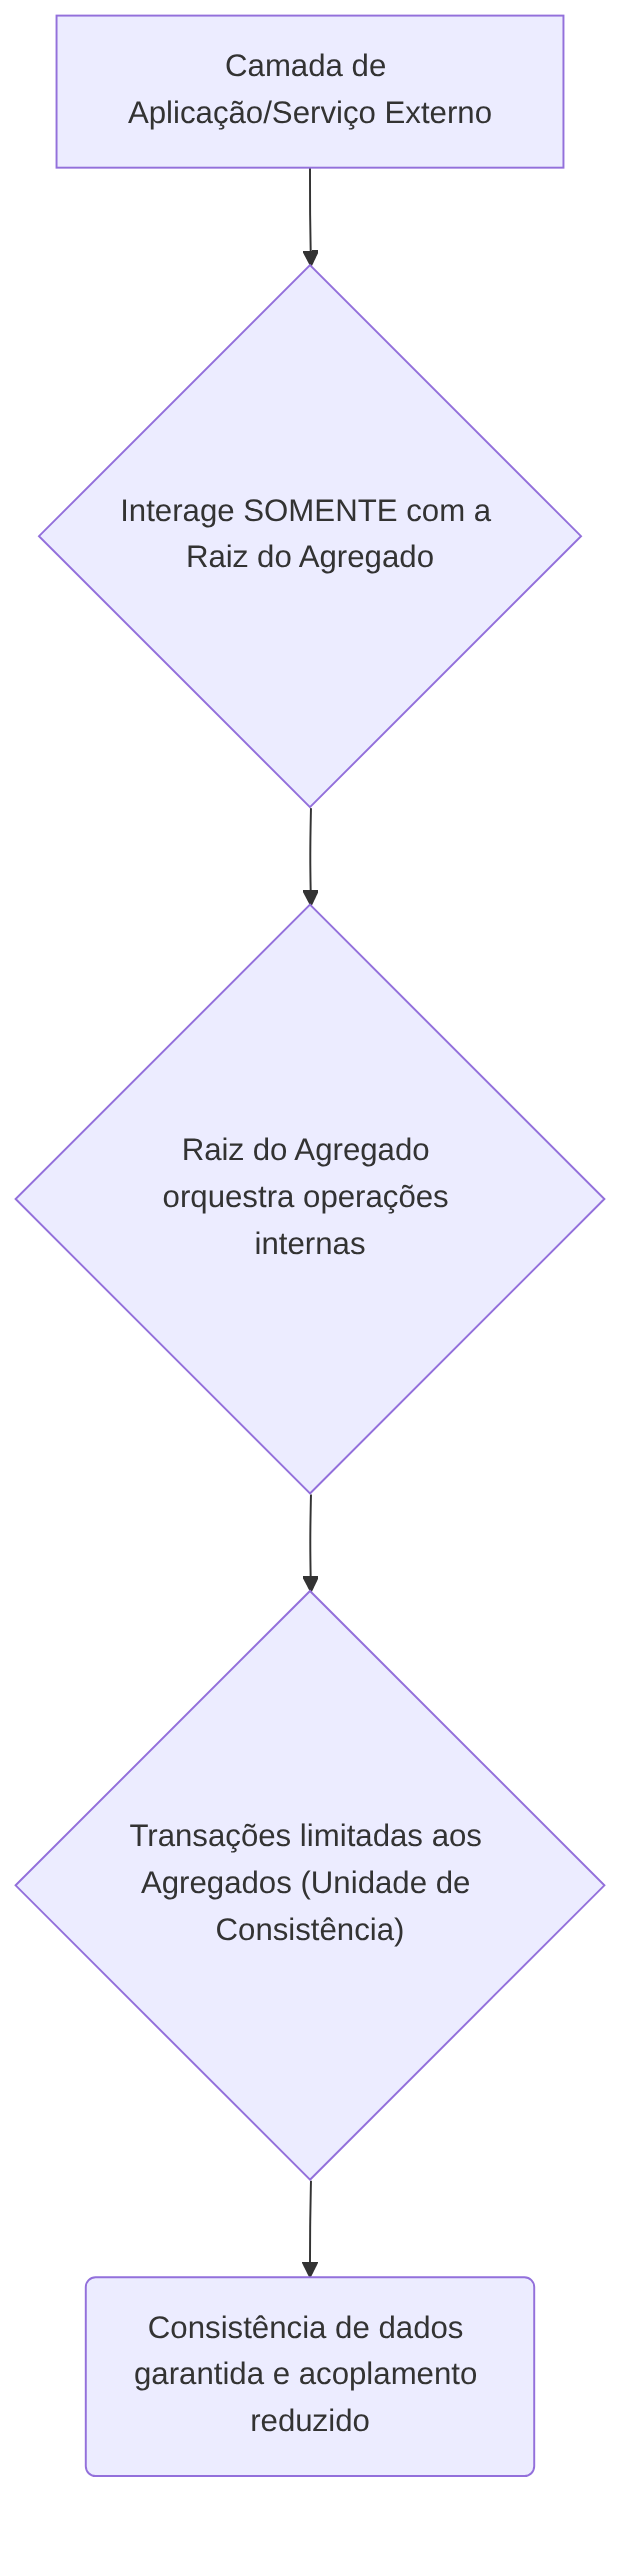 Camada de
Aplicação/Serviço Externo
Interage SOMENTE com a
Raiz do Agregado
Raiz do Agregado
orquestra operações
internas
Transações limitadas aos
Agregados (Unidade de
Consistência)
Consistência de dados
garantida e acoplamento
reduzido